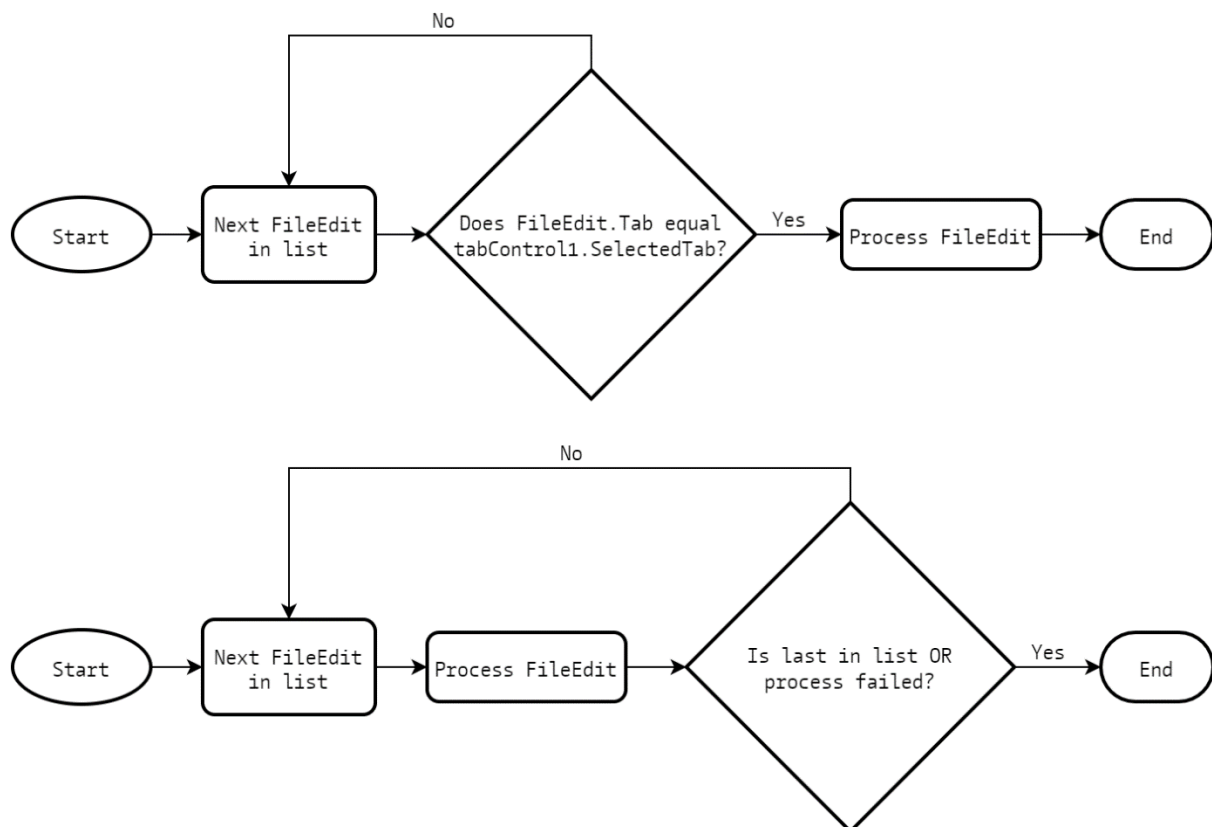 No
Start
Next FileEdit
in list
Does FileEdit.Tab equal
tabControl1.SelectedTab?
Yes
Process FileEdit
End
No
Start
Next FileEdit
in list
Process FileEdit
Is last in list OR
process failed?
Yes
End